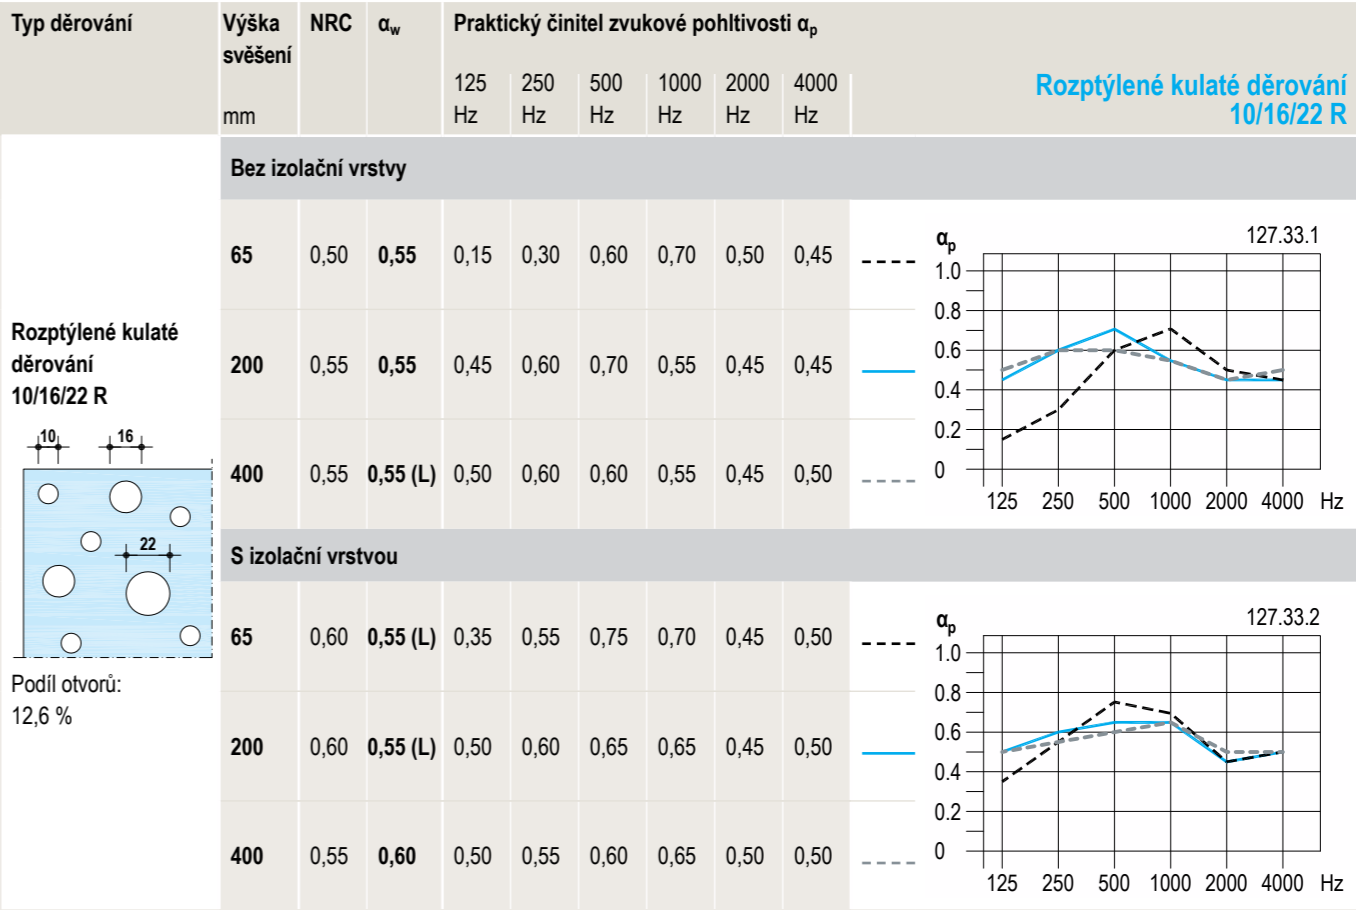 Typ děrování
Výška svěšení mm
NRC
αw
Praktický činitel zvukové pohltivosti αp
125 Hz 250 Hz 500 Hz 1000 Hz 2000 Hz 4000 Hz
Rozptýlené kulaté děrování
10/16/22 R
Bez izolační vrstvy
Rozptýlené kulaté
děrování
10/16/22 R
10 16
22
Podíl otvorů:
12,6 %
65 0,50 0,55 0,15 0,30 0,60 0,70 0,50 0,45
200 0,55 0,55 0,45 0,60 0,70 0,55 0,45 0,45
400 0,55 0,55 (L) 0,50 0,60 0,60 0,55 0,45 0,50
αp 127.33.1
1.0
0.8
0.6
0.4
0.2
0
125 250 500 1000 2000 4000 Hz
S izolační vrstvou
65 0,60 0,55 (L) 0,35 0,55 0,75 0,70 0,45 0,50
200 0,60 0,55 (L) 0,50 0,60 0,65 0,65 0,45 0,50
400 0,55 0,60 0,50 0,55 0,60 0,65 0,50 0,50
αp 127.33.2
1.0
0.8
0.6
0.4
0.2
0
125 250 500 1000 2000 4000 Hz